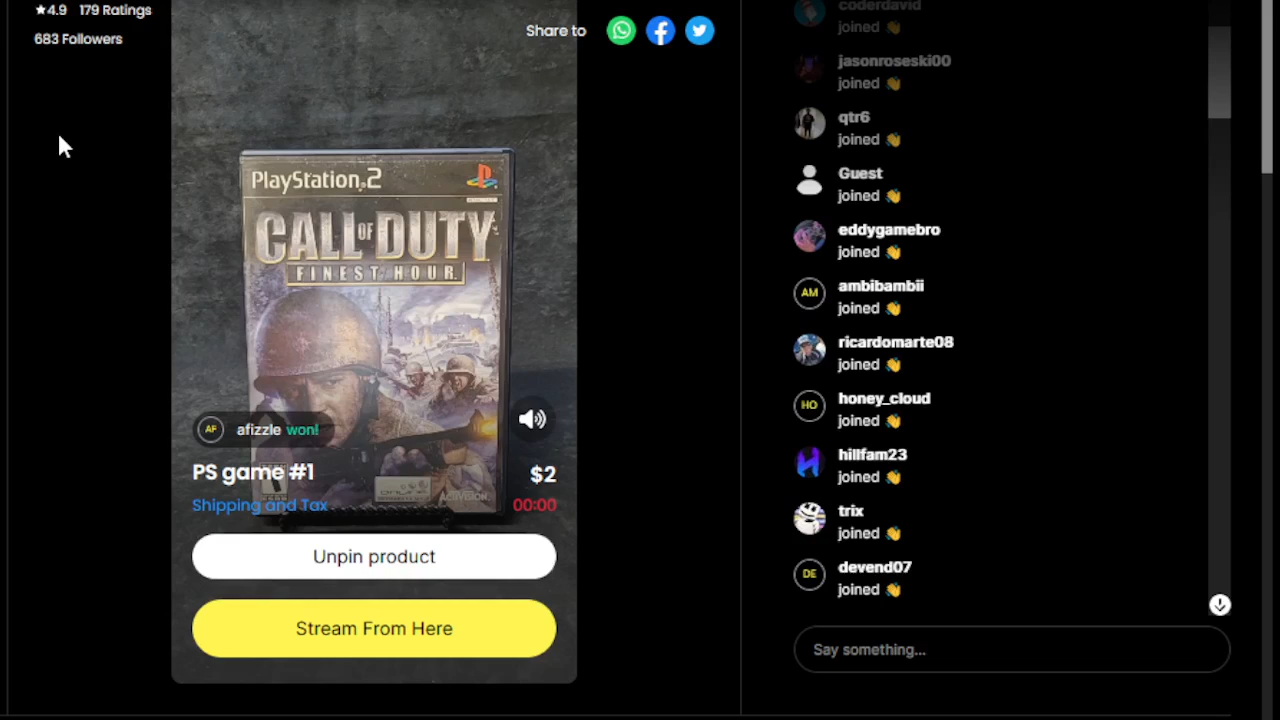 ★4.9 179 Ratings
683 Followers
Share to
PlayStation.2
CALL OF DUTY
FINEST HOUR
ACTIVISION
AF afizzle won!
PS game #1
$2
Shipping and Tax
00:00
Unpin product
Stream From Here
coderdavid
joined 👏
jasonroseski00
joined 👏
qtr6
joined 👏
Guest
joined 👏
eddygamebro
joined 👏
AM ambibambii
joined 👏
ricardomarte08
joined 👏
HO honey_cloud
joined 👏
hillfam23
joined 👏
trix
joined 👏
DE devend07
joined 👏
Say something...